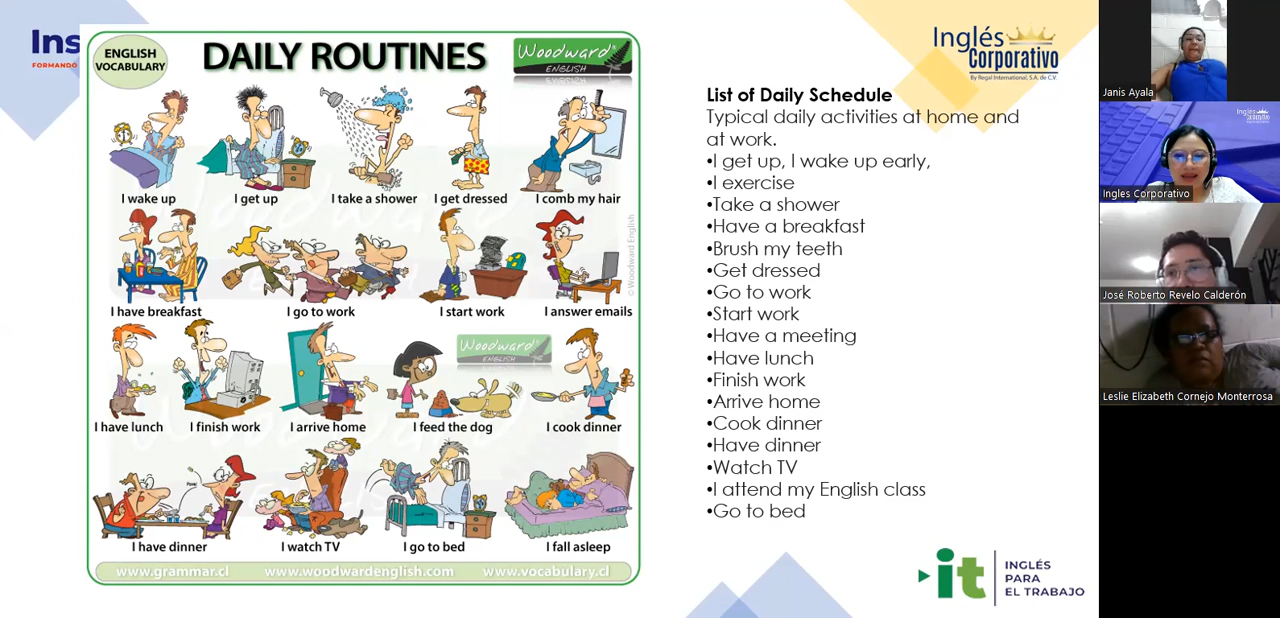 Ins
FORMANDO
ENGLISH
VOCABULARY
DAILY ROUTINES
Woodward®
ENGLISH
I wake up
I get up
I take a shower
I get dressed
I comb my hair
I have breakfast
I go to work
I start work
I answer emails
© Woodward English
Woodward
ENGLISH
I have lunch
I finish work
I arrive home
I feed the dog
I cook dinner
I have dinner
I watch TV
I go to bed
I fall asleep
www.grammar.cl
www.woodwardenglish.com
www.vocabulary.cl
Inglés
Corporativo
By Regal International, S.A. de C.V.
List of Daily Schedule
Typical daily activities at home and
at work.
•I get up, I wake up early,
•I exercise
•Take a shower
•Have a breakfast
•Brush my teeth
•Get dressed
•Go to work
•Start work
•Have a meeting
•Have lunch
•Finish work
•Arrive home
•Cook dinner
•Have dinner
•Watch TV
•I attend my English class
•Go to bed
it
INGLÉS
PARA
EL TRABAJO
Janis Ayala
Ingles Corporativo
José Roberto Revelo Calderón
Leslie Elizabeth Cornejo Monterrosa